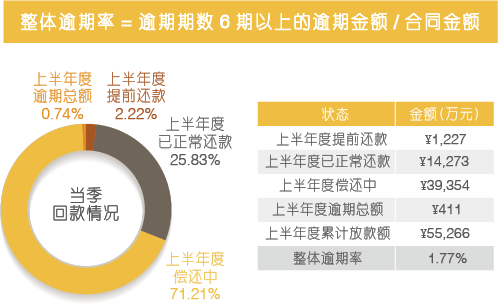 整体逾期率 = 逾期期数 6 期以上的逾期金额 / 合同金额
上半年度
逾期总额
0.74%
上半年度
提前还款
2.22%
上半年度
已正常还款
25.83%
当季
回款情况
上半年度
偿还中
71.21%
状态 金额(万元)
上半年度提前还款 ¥1,227
上半年度已正常还款 ¥14,273
上半年度偿还中 ¥39,354
上半年度逾期总额 ¥411
上半年度累计放款额 ¥55,266
整体逾期率 1.77%